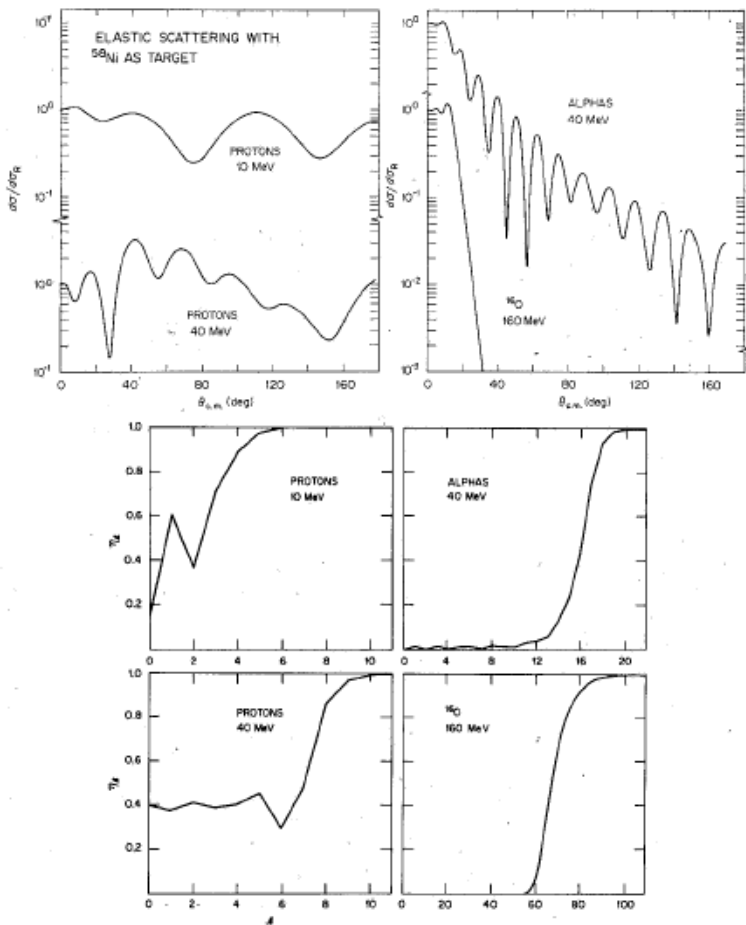 ELASTIC SCATTERING WITH
⁵⁸Ni AS TARGET
10¹
10⁰
10⁻¹
10⁰
10⁻¹
dσ/dσR
PROTONS
10 MeV
PROTONS
40 MeV
0 40 80 120 160
θc.m. (deg)
10⁰
10⁰
10⁻¹
10⁻²
10⁻³
dσ/dσR
ALPHAS
40 MeV
¹⁶O
160 MeV
0 40 80 120 160
θc.m. (deg)
1.0
0.8
0.6
0.4
0.2
ηℓ
PROTONS
10 MeV
0 2 4 6 8 10
ALPHAS
40 MeV
0 4 8 12 16 20
1.0
0.8
0.6
0.4
0.2
ηℓ
PROTONS
40 MeV
0 2 4 6 8 10
ℓ
¹⁶O
160 MeV
0 20 40 60 80 100